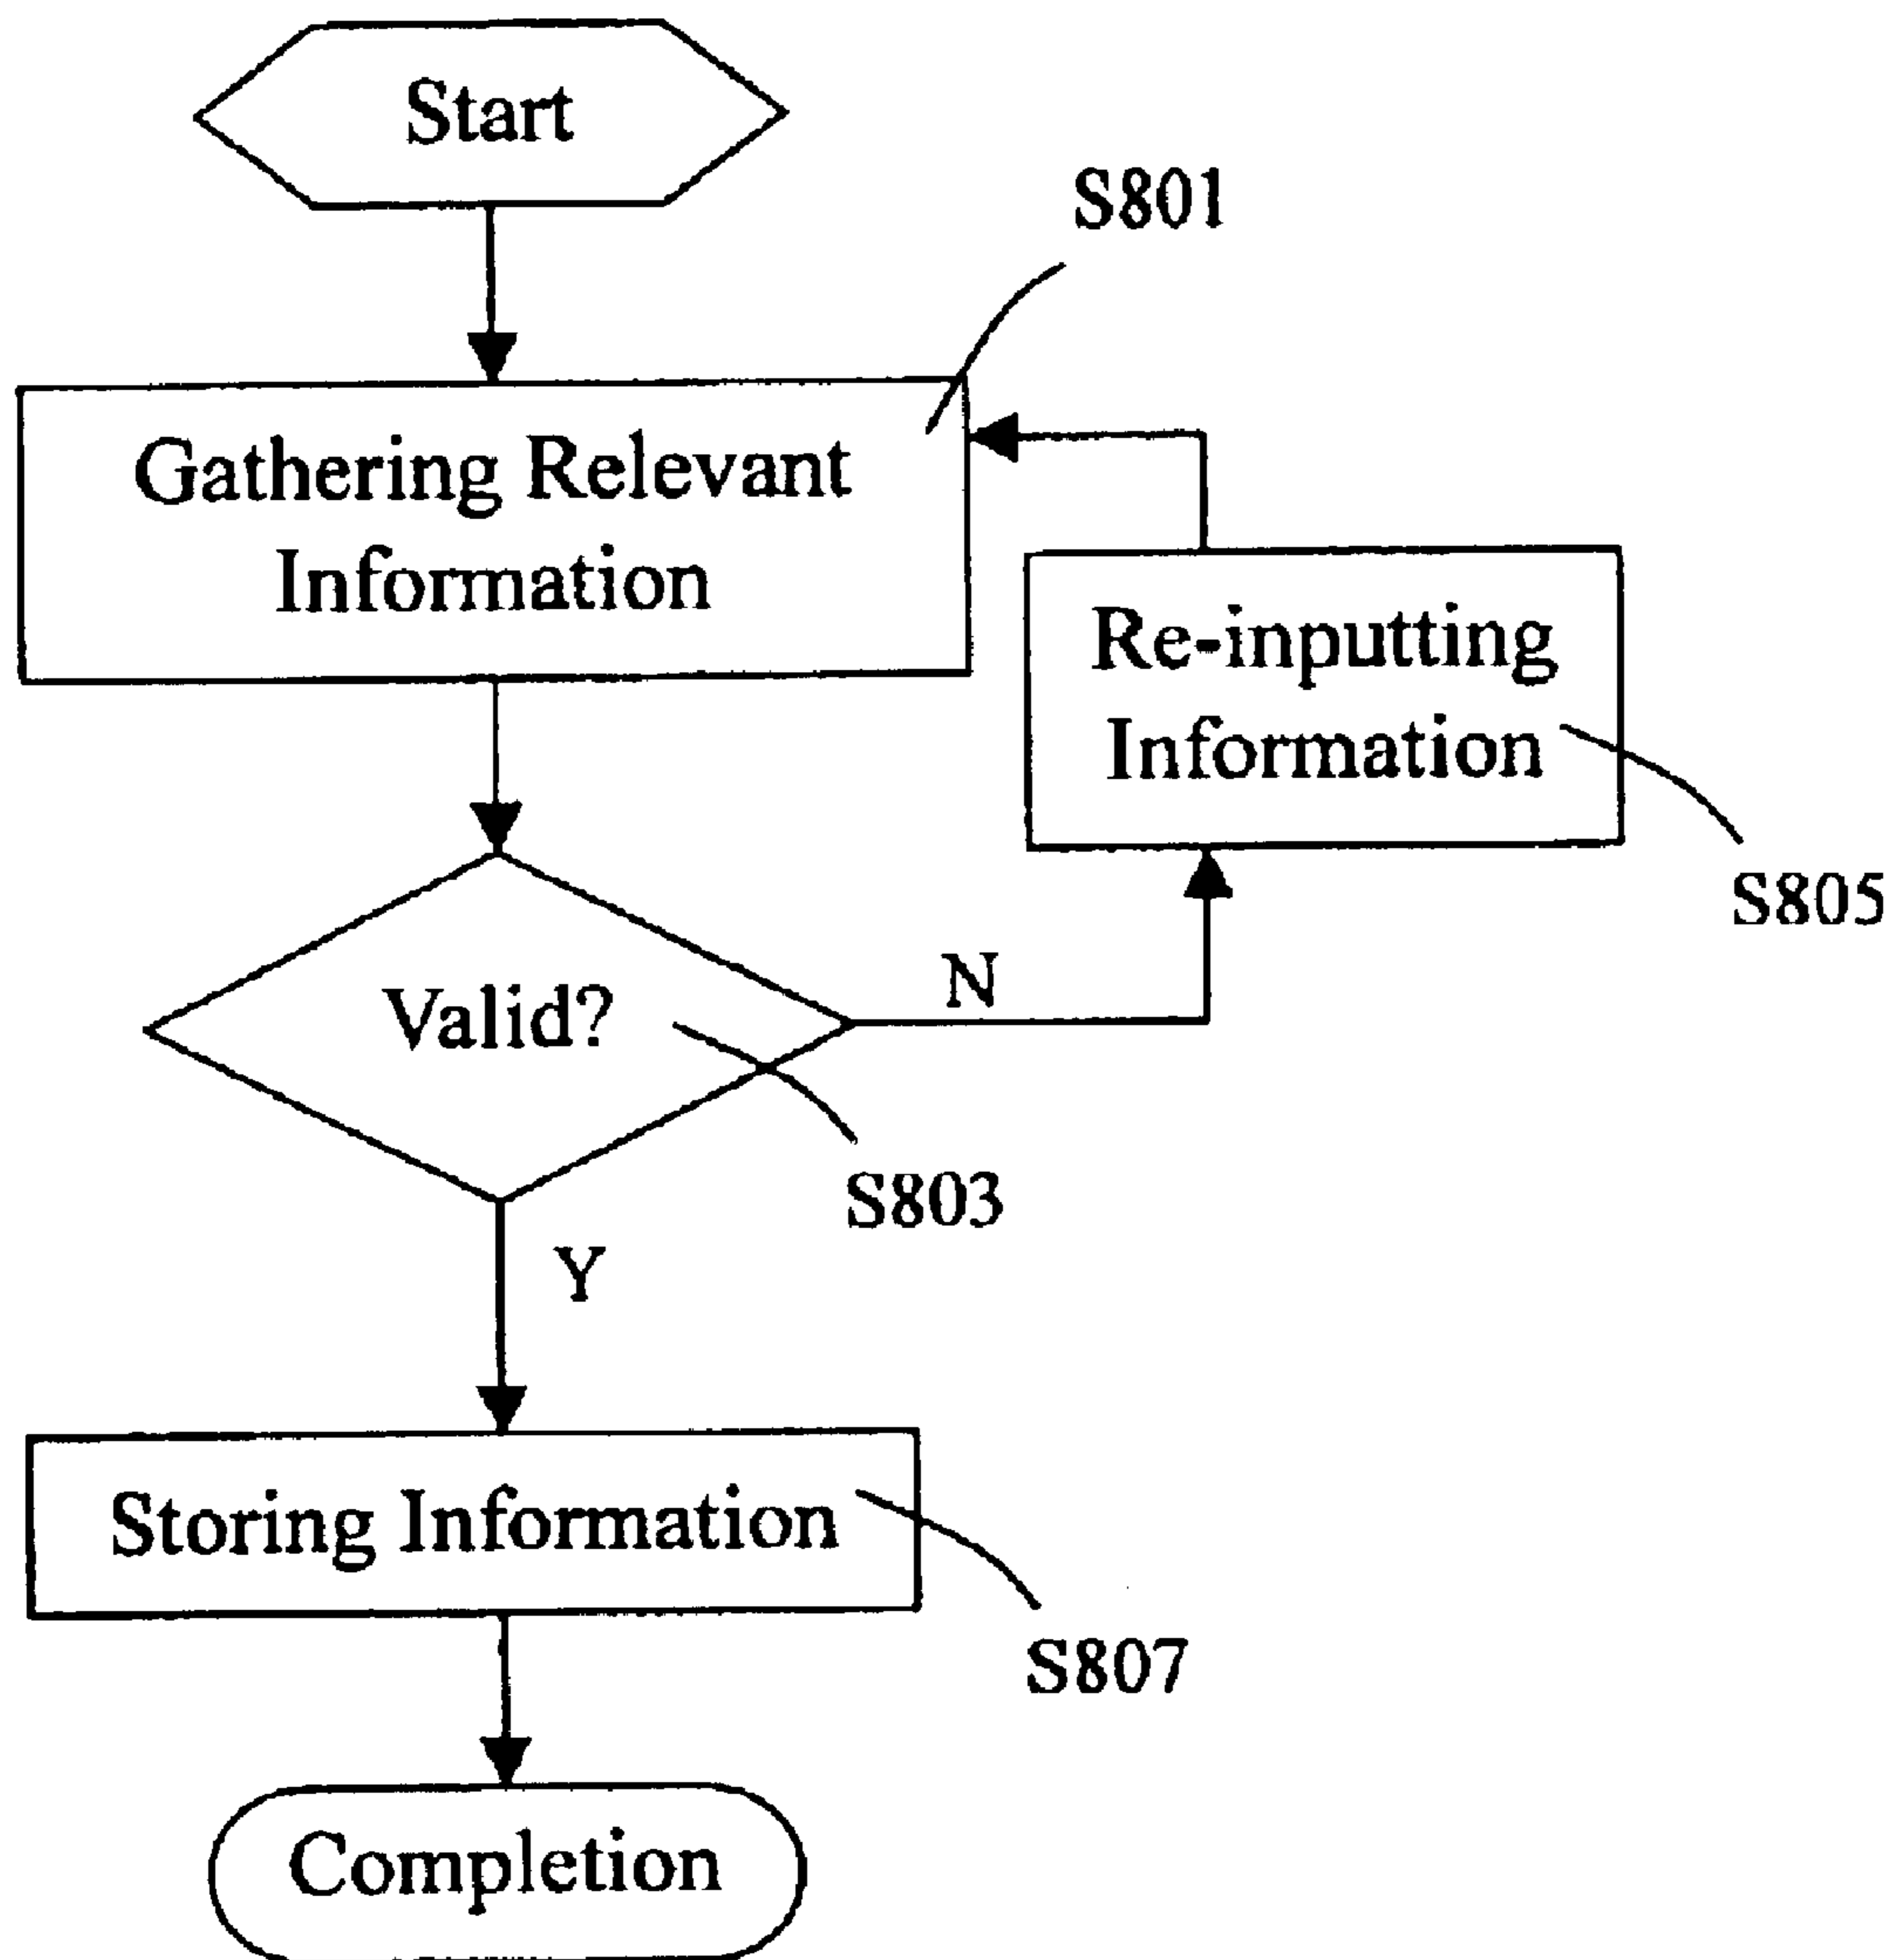 Start
S801
Gathering Relevant
Information
Re-inputting
Information
S805
Valid?
N
S803
Y
Storing Information
S807
Completion